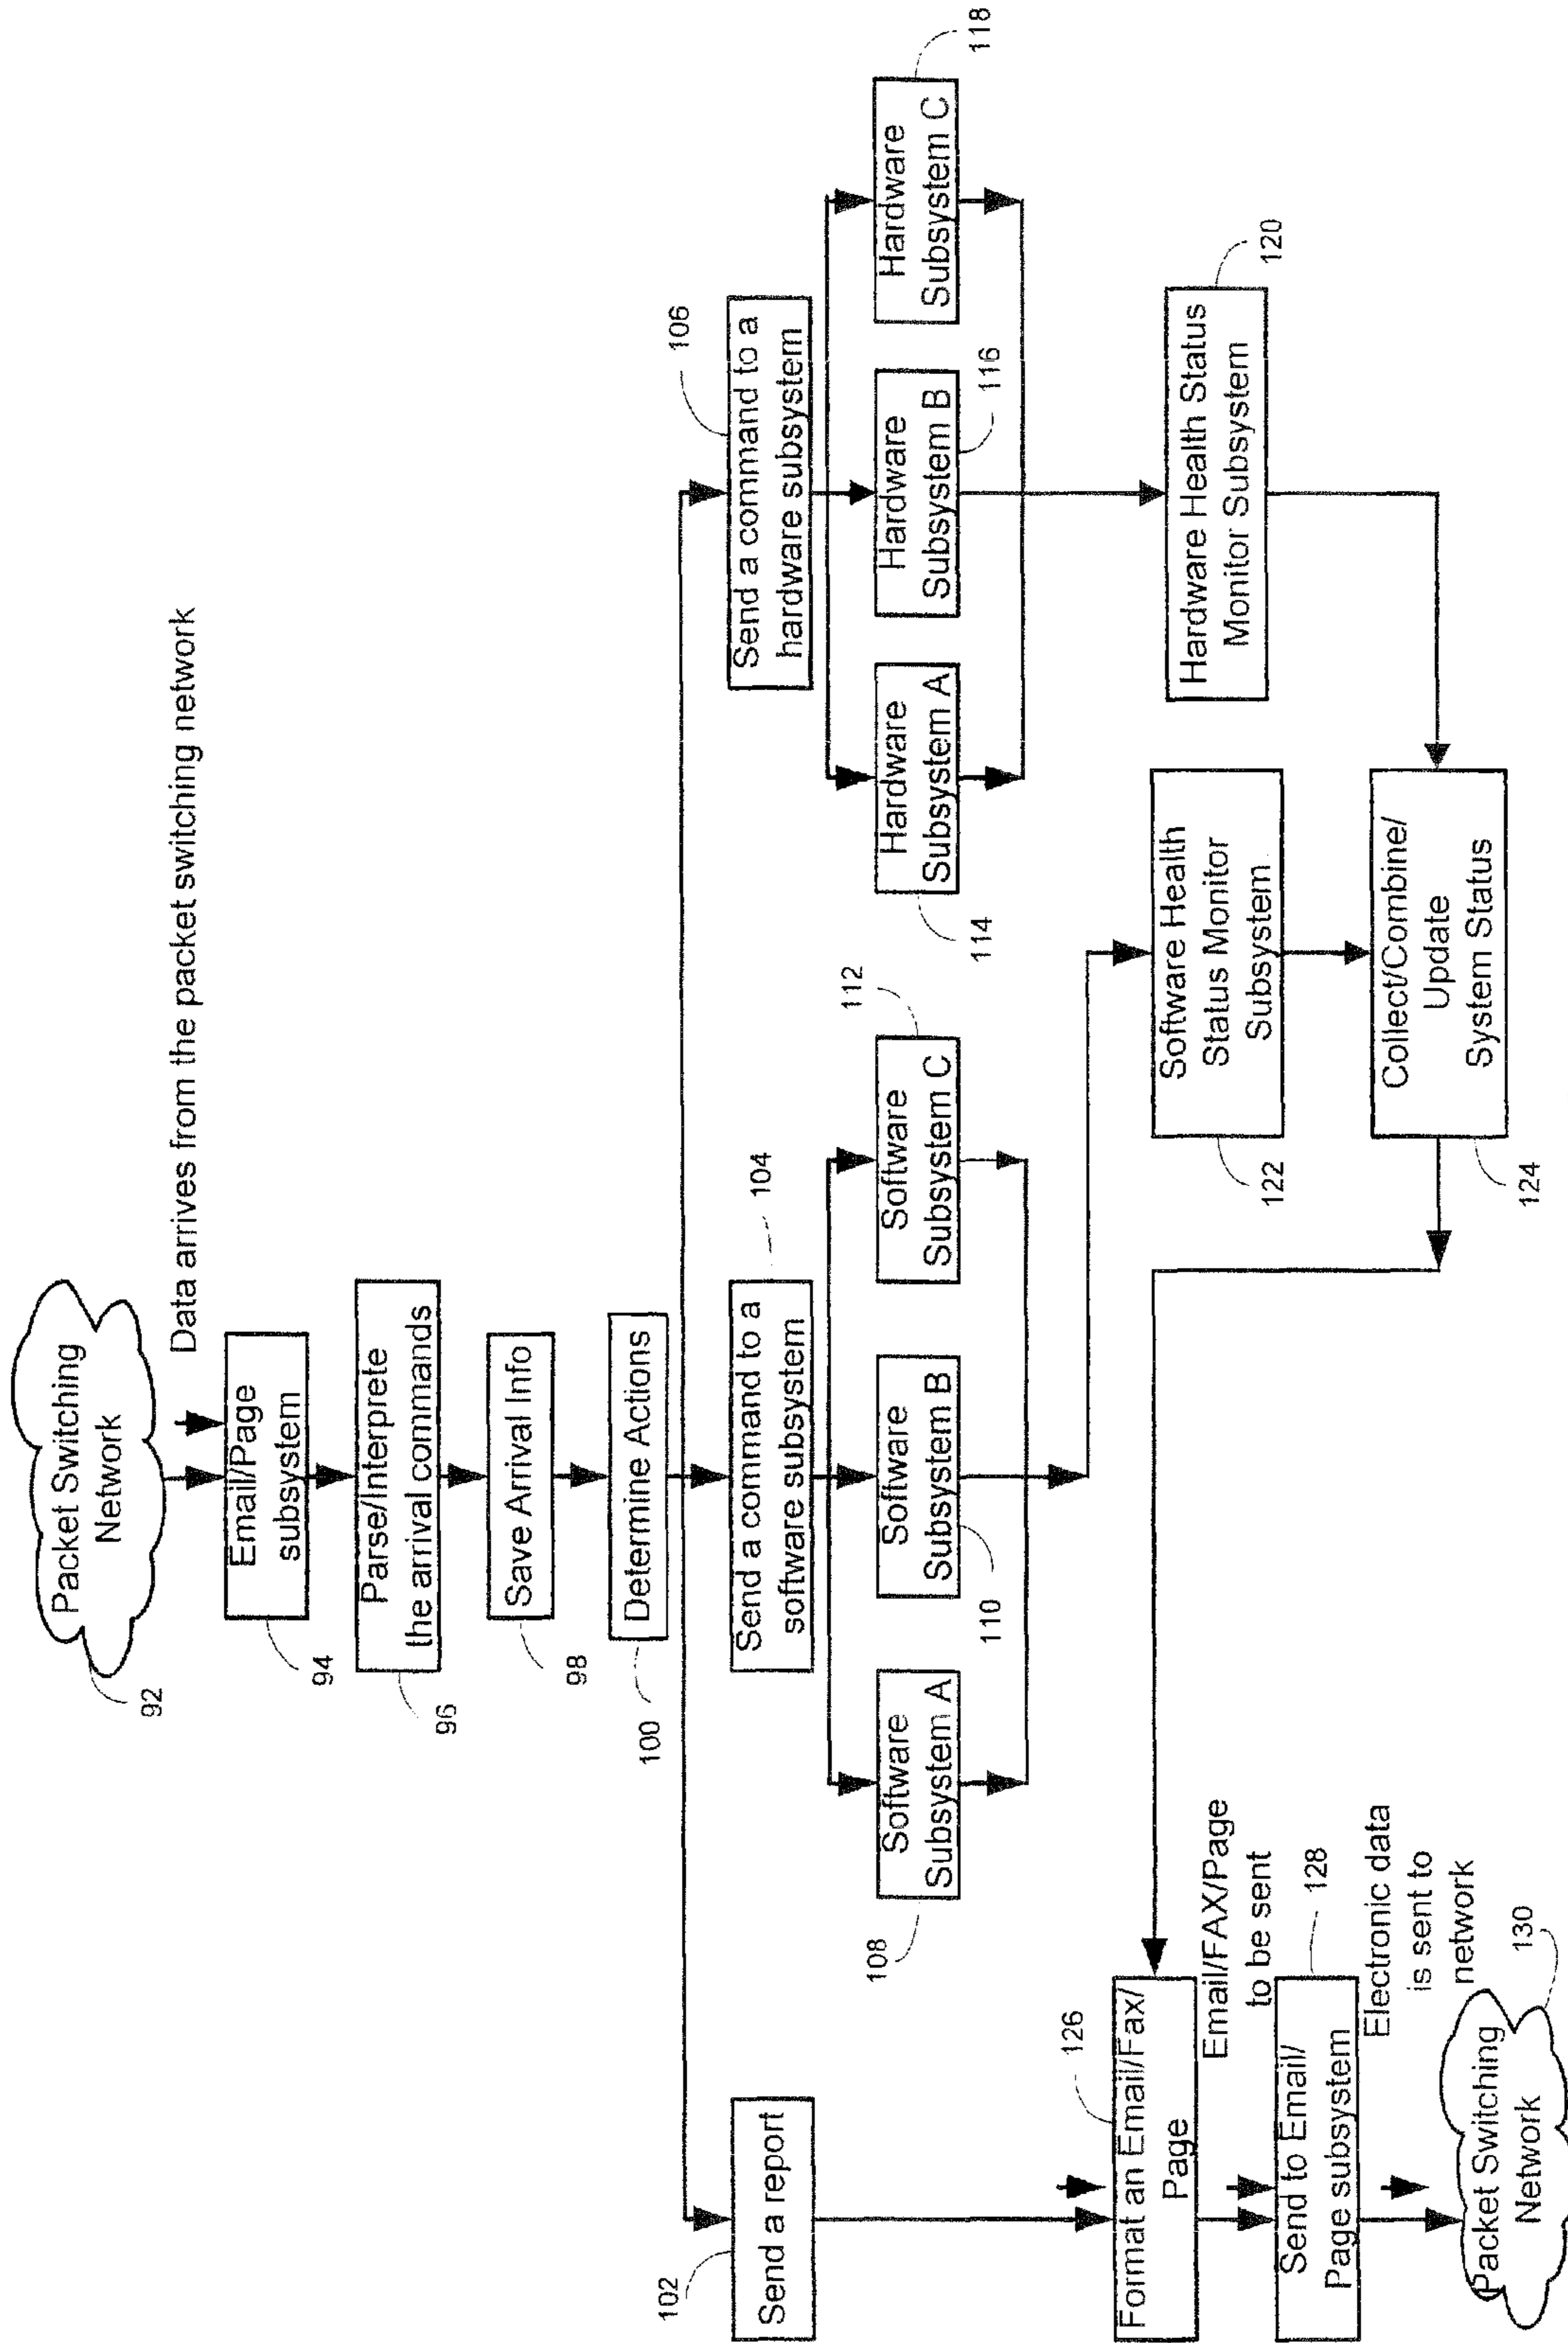 Packet Switching
Network
92
Data arrives from the packet switching network
Email/Page
subsystem
94
Parse/Interprete
the arrival commands
96
Save Arrival Info
98
Determine Actions
100
Send a report
102
Send a command to a
software subsystem
104
Send a command to a
hardware subsystem
106
Software
Subsystem A
108
Software
Subsystem B
110
Software
Subsystem C
112
Hardware
Subsystem A
114
Hardware
Subsystem B
116
Hardware
Subsystem C
118
Hardware Health Status
Monitor Subsystem
120
Software Health
Status Monitor
Subsystem
122
Collect/Combine/
Update
System Status
124
Format an Email/Fax/
Page
126
Email/FAX/Page
to be sent
Send to Email/
Page subsystem
128
Electronic data
is sent to
network
Packet Switching
Network
130